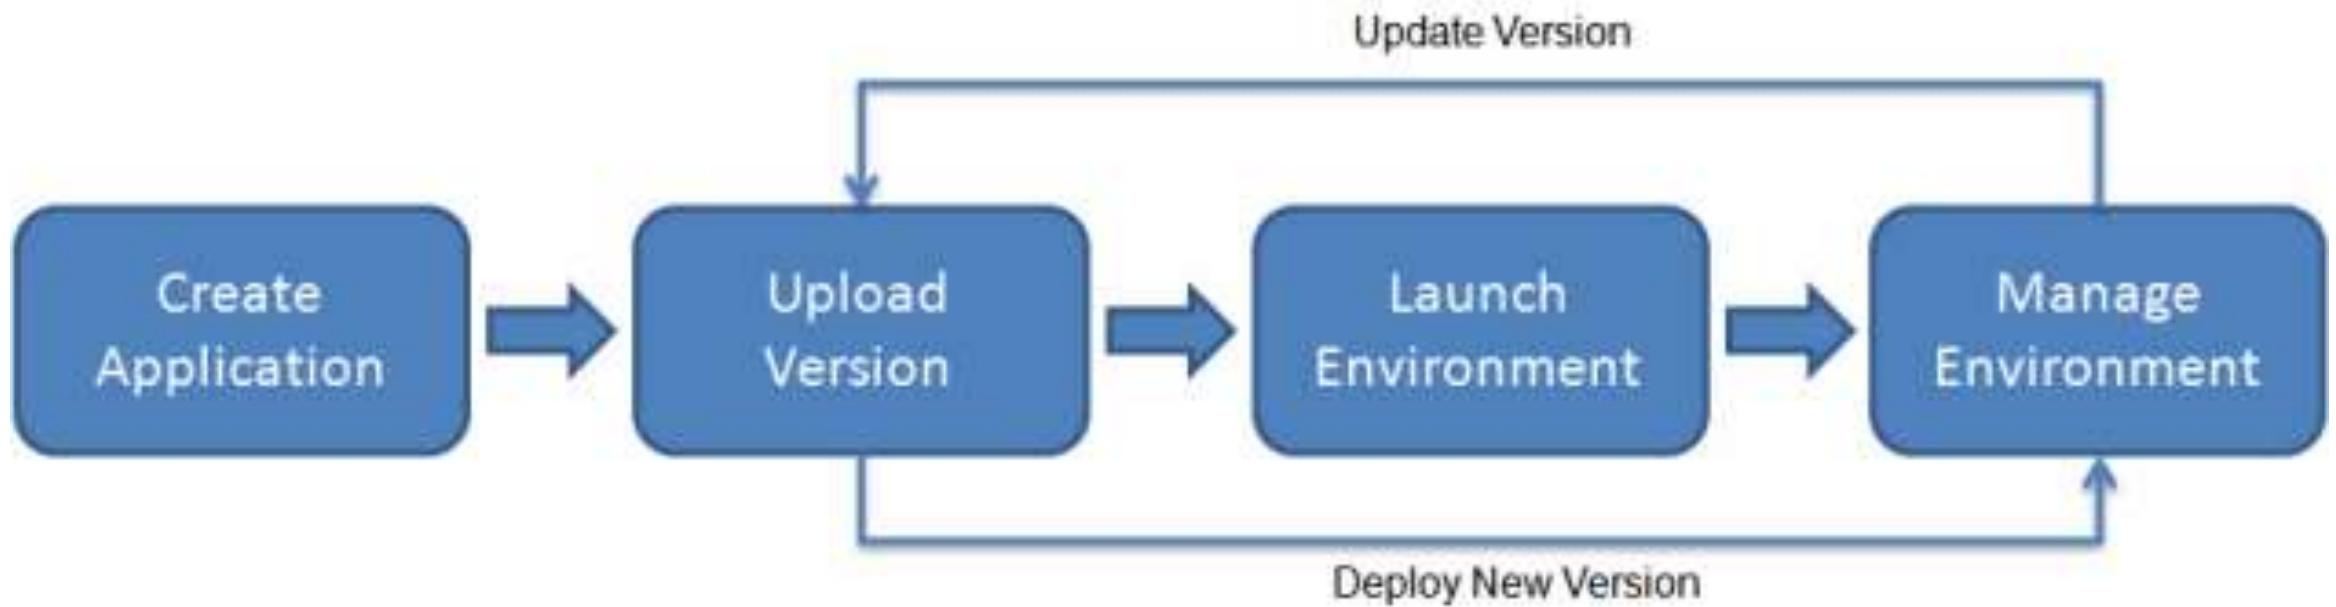 Update Version
Create
Application
Upload
Version
Launch
Environment
Manage
Environment
Deploy New Version